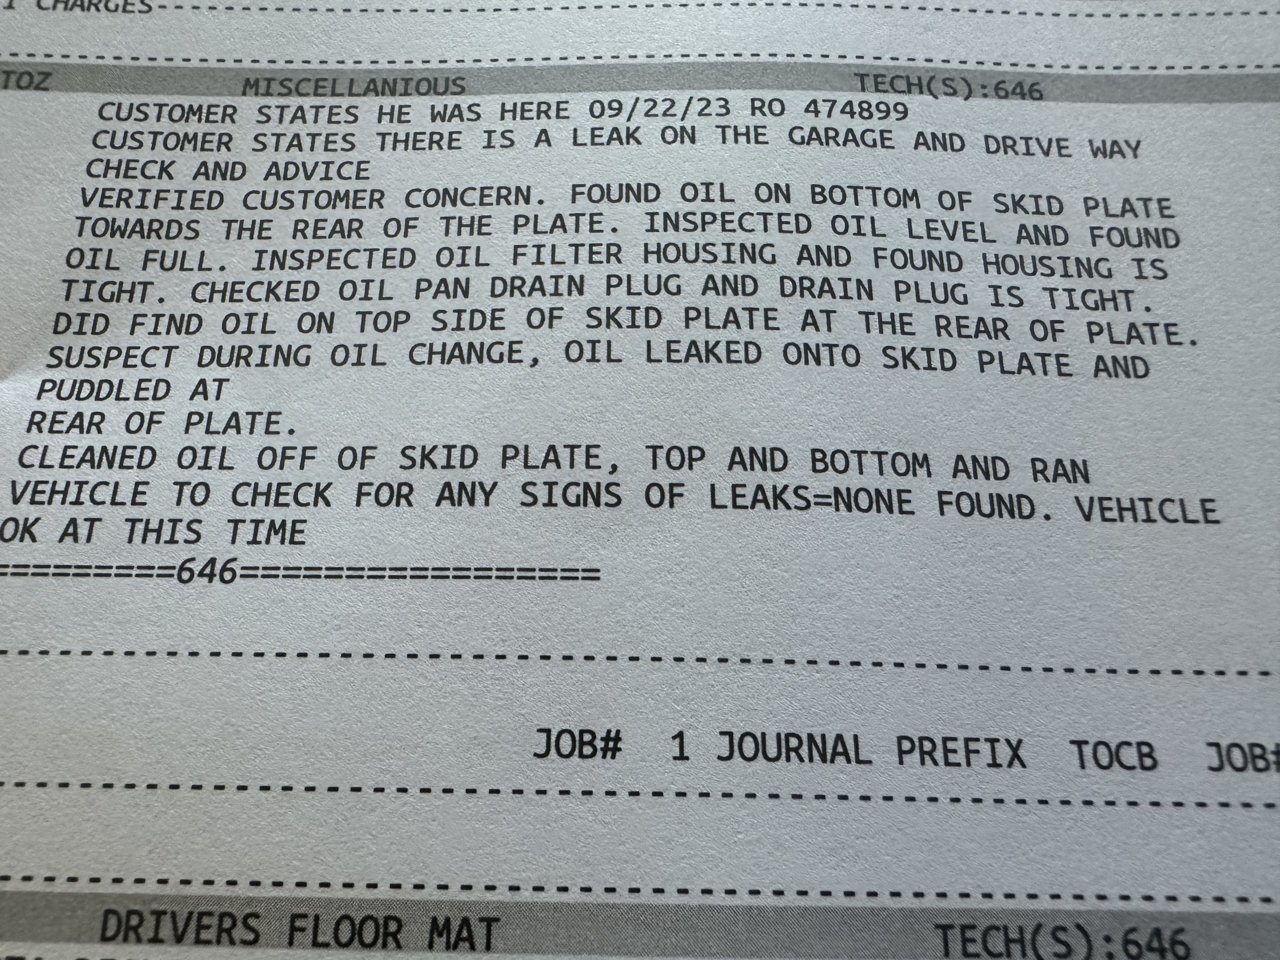 CHARGES
TOZ MISCELLANIOUS TECH(S):646
CUSTOMER STATES HE WAS HERE 09/22/23 RO 474899
CUSTOMER STATES THERE IS A LEAK ON THE GARAGE AND DRIVE WAY
CHECK AND ADVICE
VERIFIED CUSTOMER CONCERN. FOUND OIL ON BOTTOM OF SKID PLATE
TOWARDS THE REAR OF THE PLATE. INSPECTED OIL LEVEL AND FOUND
OIL FULL. INSPECTED OIL FILTER HOUSING AND FOUND HOUSING IS
TIGHT. CHECKED OIL PAN DRAIN PLUG AND DRAIN PLUG IS TIGHT.
DID FIND OIL ON TOP SIDE OF SKID PLATE AT THE REAR OF PLATE.
SUSPECT DURING OIL CHANGE, OIL LEAKED ONTO SKID PLATE AND
PUDDLED AT
REAR OF PLATE.
CLEANED OIL OFF OF SKID PLATE, TOP AND BOTTOM AND RAN
VEHICLE TO CHECK FOR ANY SIGNS OF LEAKS=NONE FOUND. VEHICLE
OK AT THIS TIME
=========646=================
JOB# 1 JOURNAL PREFIX TOCB JOB#
DRIVERS FLOOR MAT TECH(S):646